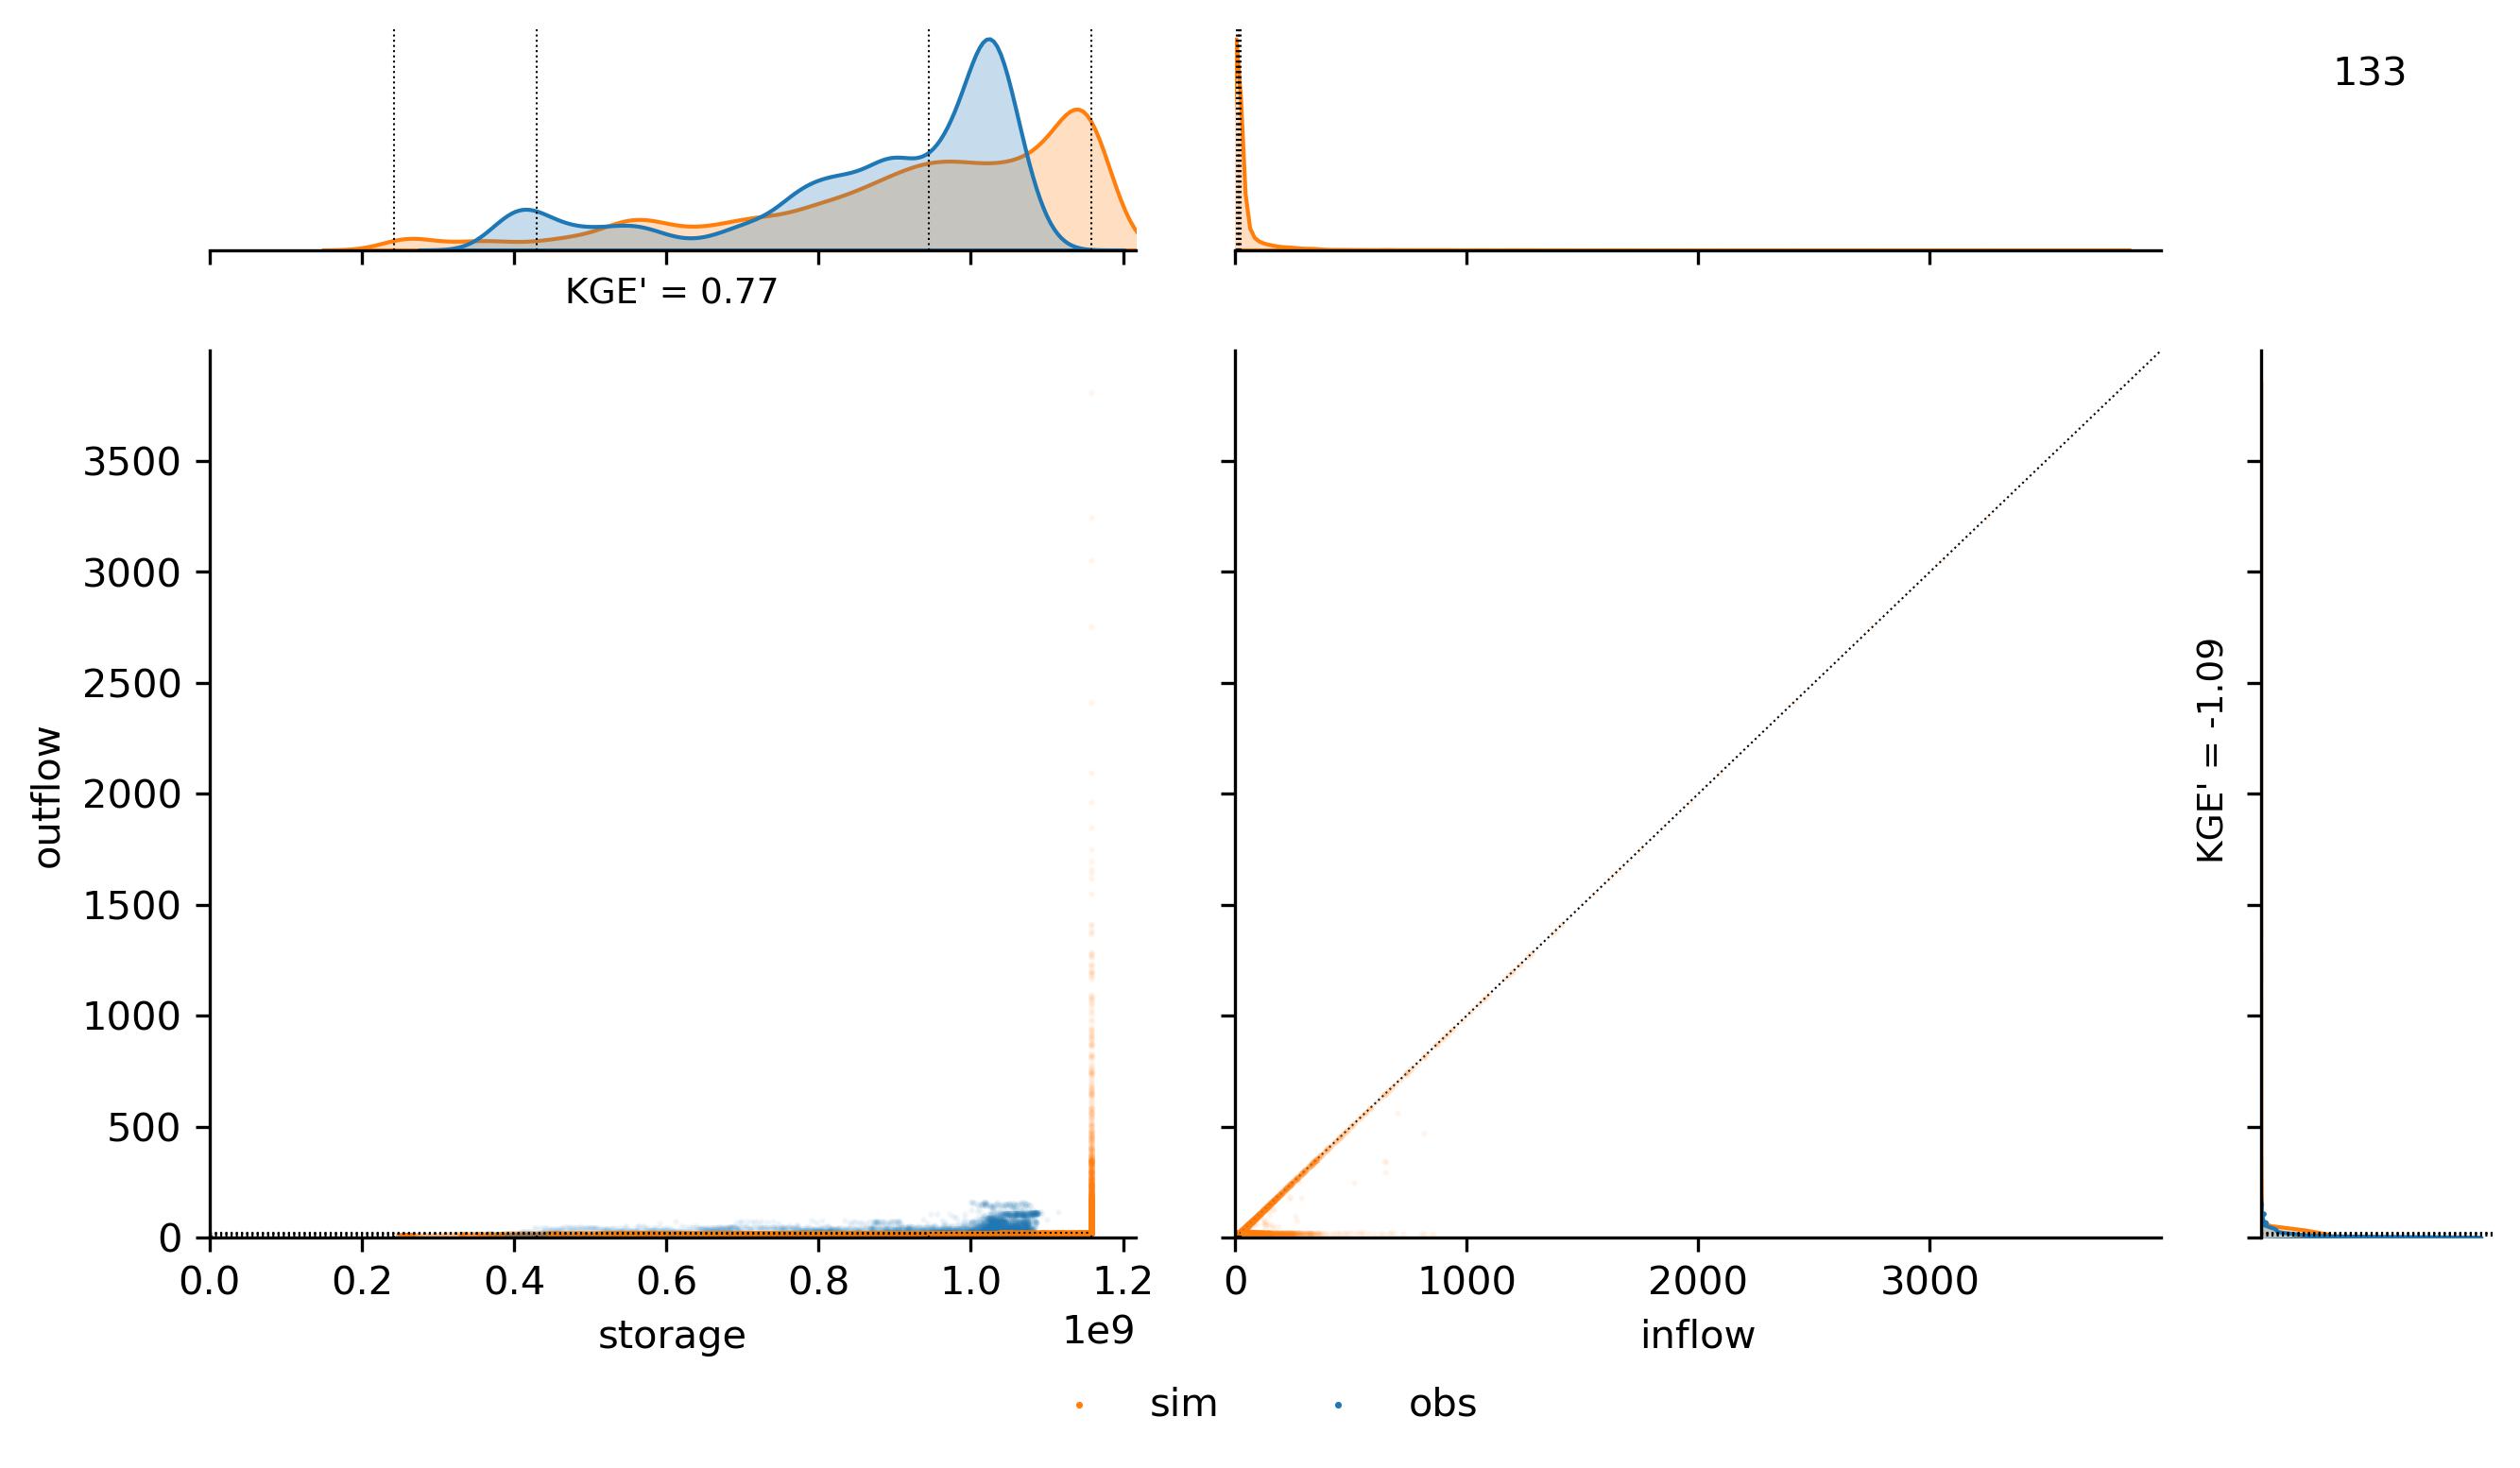 133
KGE' = 0.77
3500
3000
2500
2000
1500
1000
500
0
outflow
KGE' = -1.09
0.0 0.2 0.4 0.6 0.8 1.0 1.2
0 1000 2000 3000
1e9
storage
inflow
sim obs